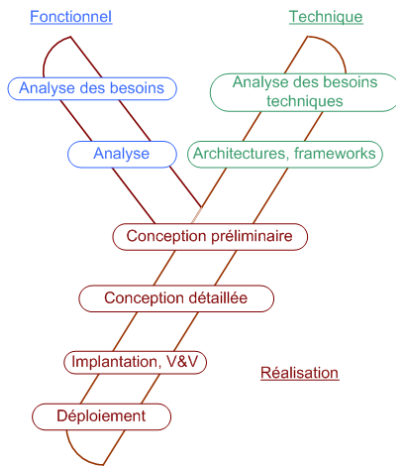 Fonctionnel
Technique
Analyse des besoins
Analyse des besoins
techniques
Analyse
Architectures, frameworks
Conception préliminaire
Conception détaillée
Implantation, V&V
Réalisation
Déploiement